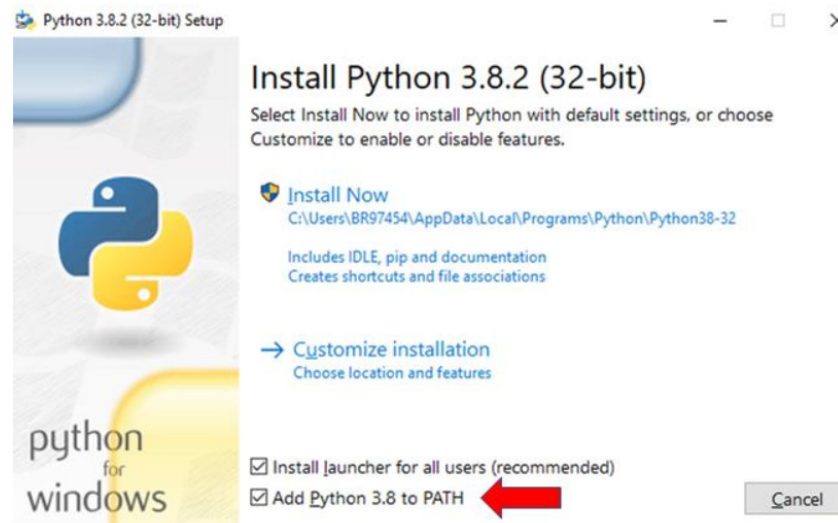 Python 3.8.2 (32-bit) Setup
Install Python 3.8.2 (32-bit)
Select Install Now to install Python with default settings, or choose
Customize to enable or disable features.
Install Now
C:\Users\BR97454\AppData\Local\Programs\Python\Python38-32
Includes IDLE, pip and documentation
Creates shortcuts and file associations
Customize installation
Choose location and features
python
for
windows
Install launcher for all users (recommended)
Add Python 3.8 to PATH
Cancel